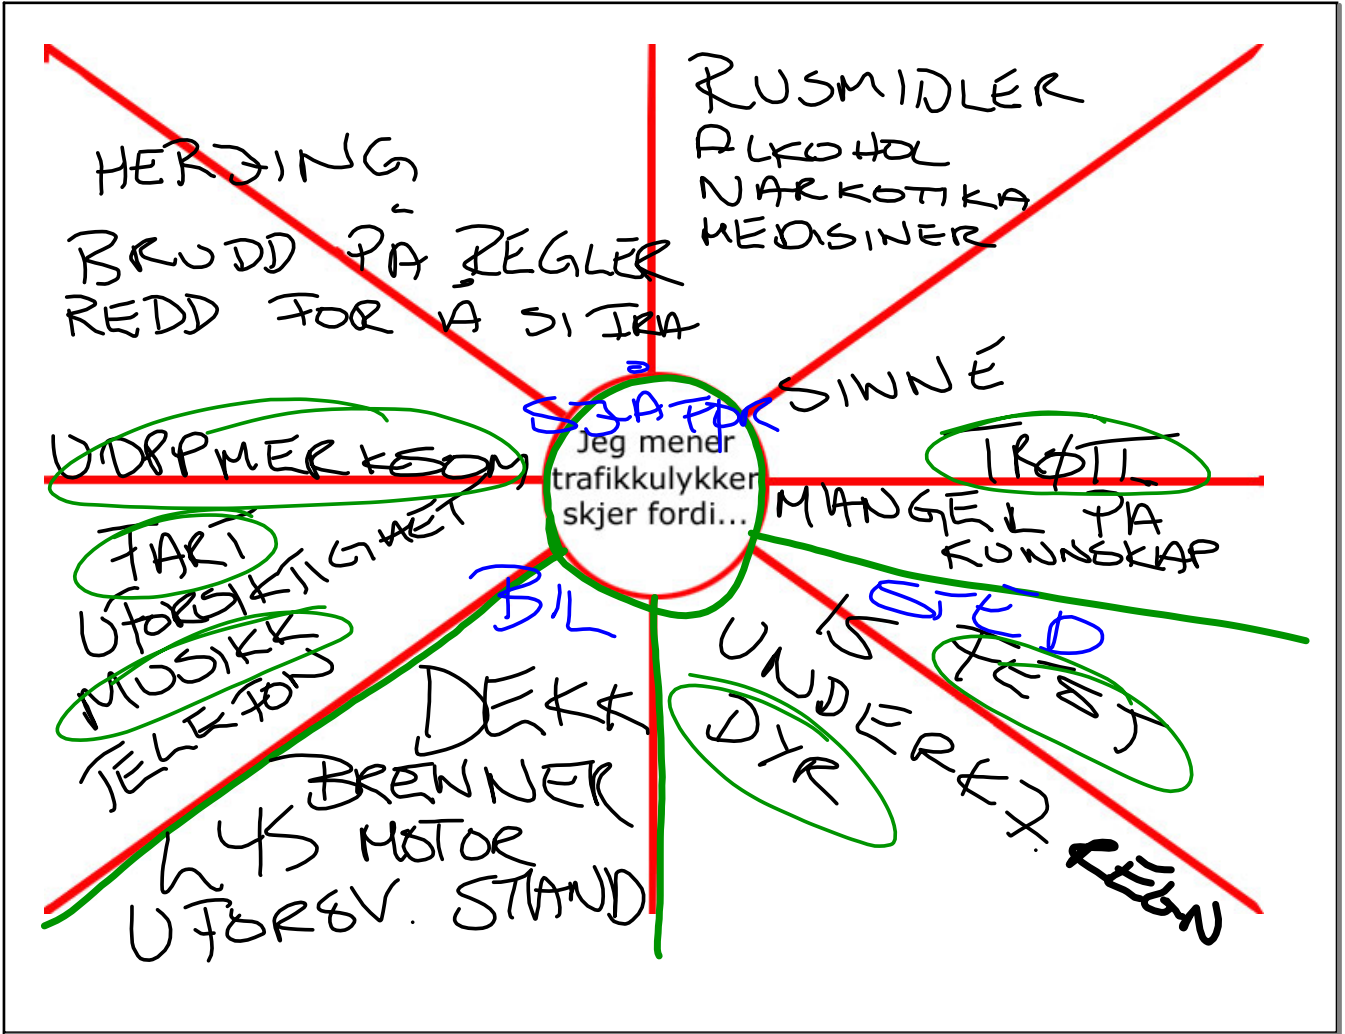 HERJING
BRUDD PÅ REGLER
REDD FOR Å SI IFRA
RUSMIDLER
ALKOHOL
NARKOTIKA
MEDISINER
SJÅFØR
Jeg mener
trafikkulykker
skjer fordi...
SINNE
TRØTT
MANGEL PÅ
KUNNSKAP
UOPPMERKSOM
FART
UFORSIKTIGHET
MUSIKK
TELEFON
BIL
DEKK
BRENNER
LYS MOTOR
UFORSV. STAND
STED
IS
FEST
UNDERKJ.
DYR
REGN